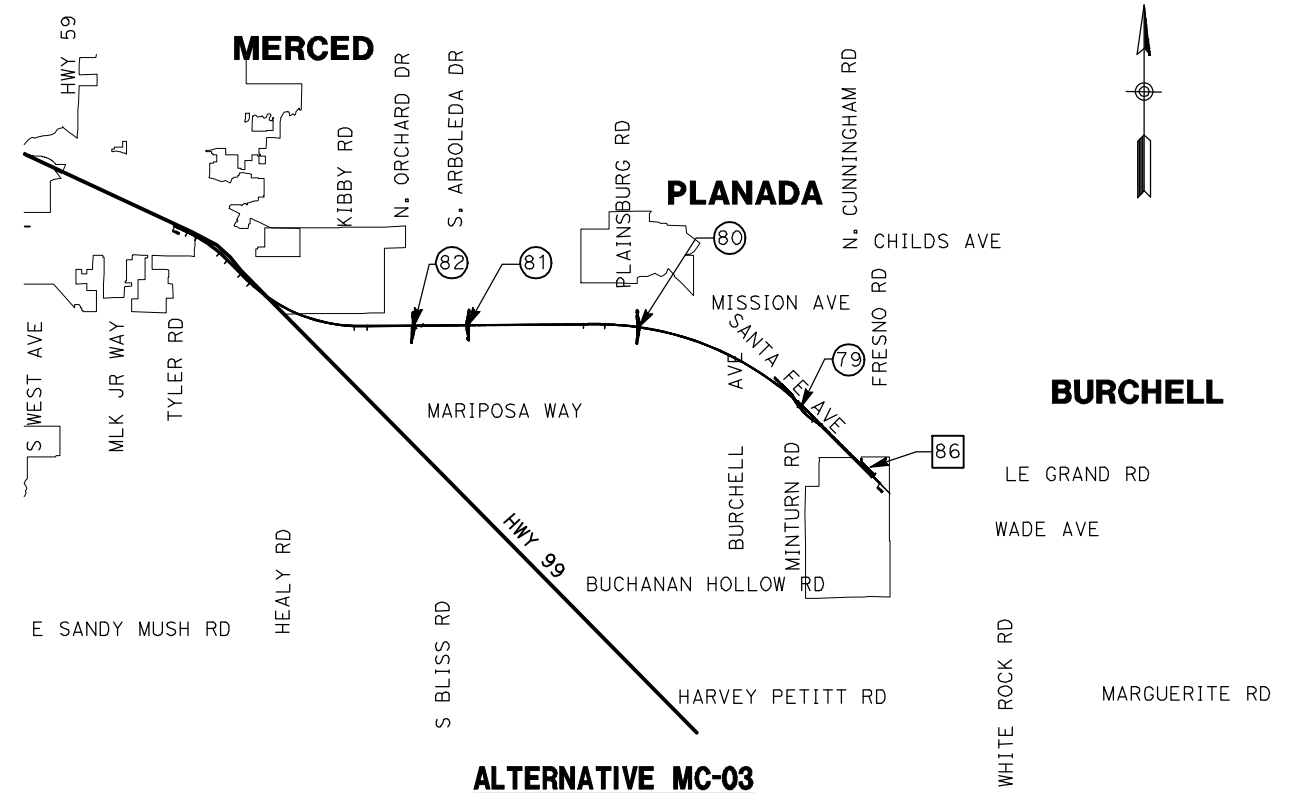 HWY 59
MERCED
KIBBY RD
N. ORCHARD DR
S. ARBOLEDA DR
PLAINSBURG RD
PLANADA
N. CUNNINGHAM RD
CHILDS AVE
80
82
81
MISSION AVE
FRESNO RD
SANTA FE AVE
79
S WEST AVE
MLK JR WAY
TYLER RD
AVE
BURCHELL
BURCHELL
MARIPOSA WAY
86
MINTURN RD
LE GRAND RD
WADE AVE
HWY 99
HEALY RD
BUCHANAN HOLLOW RD
E SANDY MUSH RD
S BLISS RD
HARVEY PETITT RD
WHITE ROCK RD
MARGUERITE RD
ALTERNATIVE MC-03